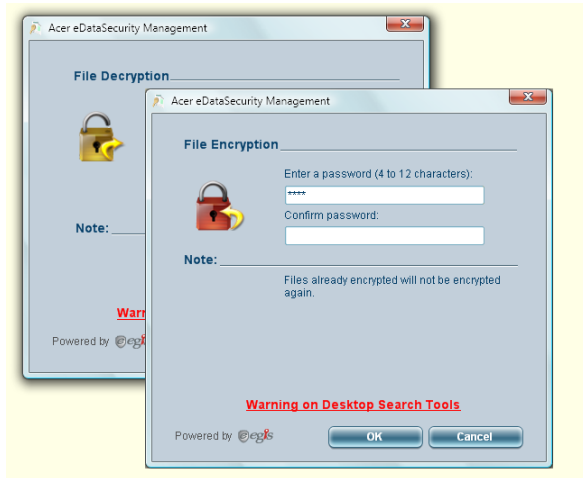 Acer eDataSecurity Management
File Decryption
Note:
Warn
Powered by egis
Acer eDataSecurity Management
File Encryption
Enter a password (4 to 12 characters):
****
Confirm password:
Note:
Files already encrypted will not be encrypted
again.
Warning on Desktop Search Tools
Powered by egis
OK
Cancel